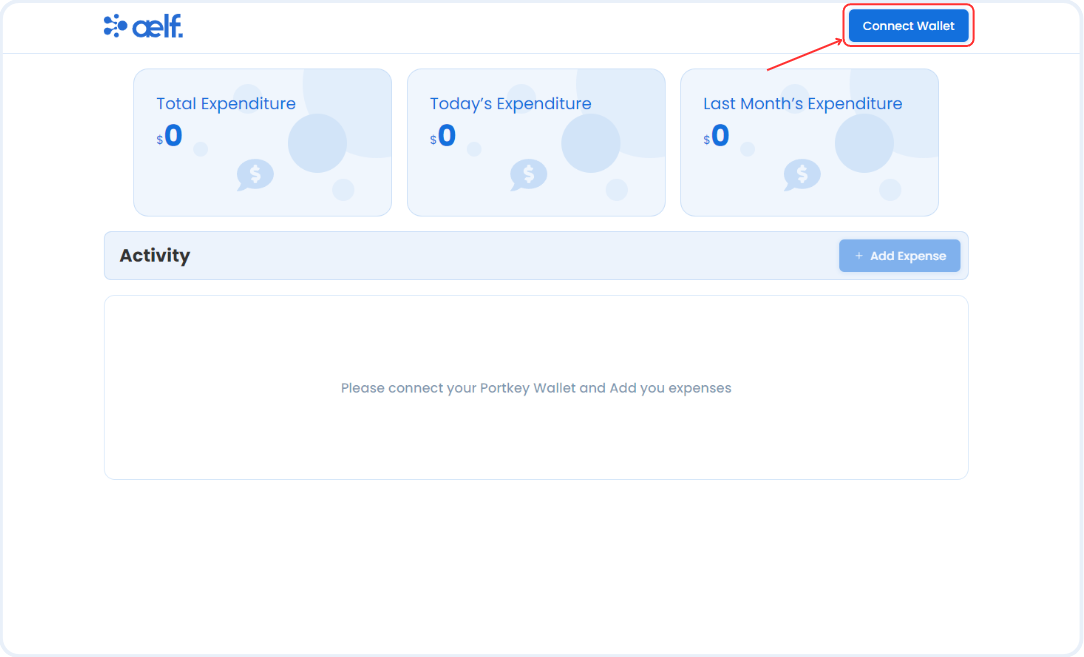 aelf.
Connect Wallet
Total Expenditure
$0
Today's Expenditure
$0
Last Month's Expenditure
$0
$
$
$
Activity
+ Add Expense
Please connect your Portkey Wallet and Add you expenses